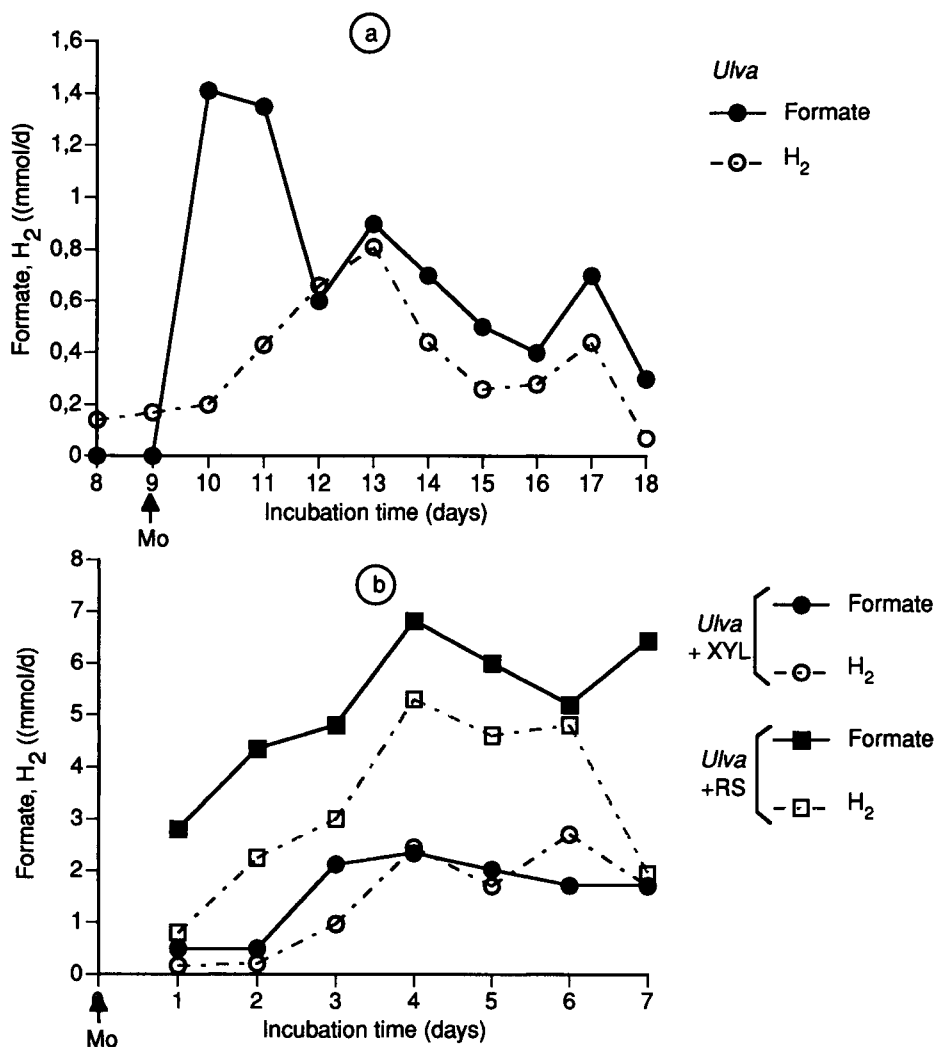 a
1,6
1,4
1,2
1
0,8
0,6
0,4
0,2
0
Formate, H2 ((mmol/d)
8 9 10 11 12 13 14 15 16 17 18
Incubation time (days)
Mo
Ulva
Formate
H2
b
8
7
6
5
4
3
2
1
0
Formate, H2 ((mmol/d)
0 1 2 3 4 5 6 7
Incubation time (days)
Mo
Ulva
+ XYL
Formate
H2
Ulva
+RS
Formate
H2